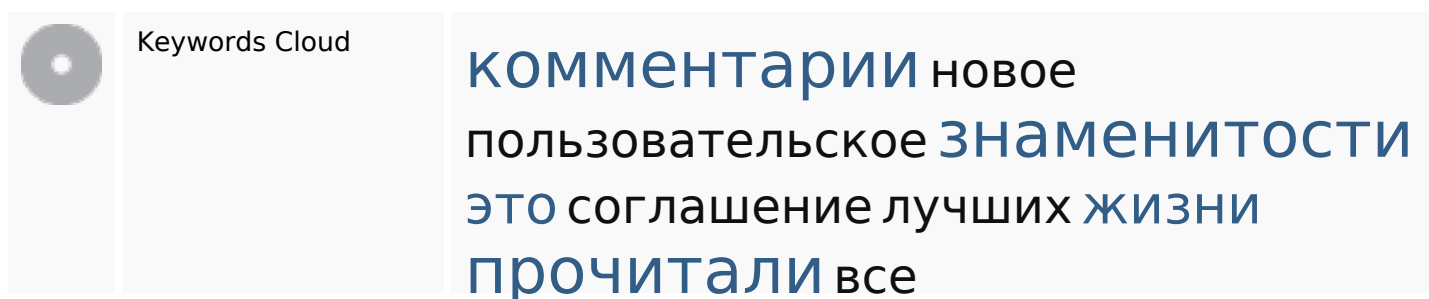 Keywords Cloud
комментарии новое
пользовательское знаменитости
это соглашение лучших жизни
прочитали все